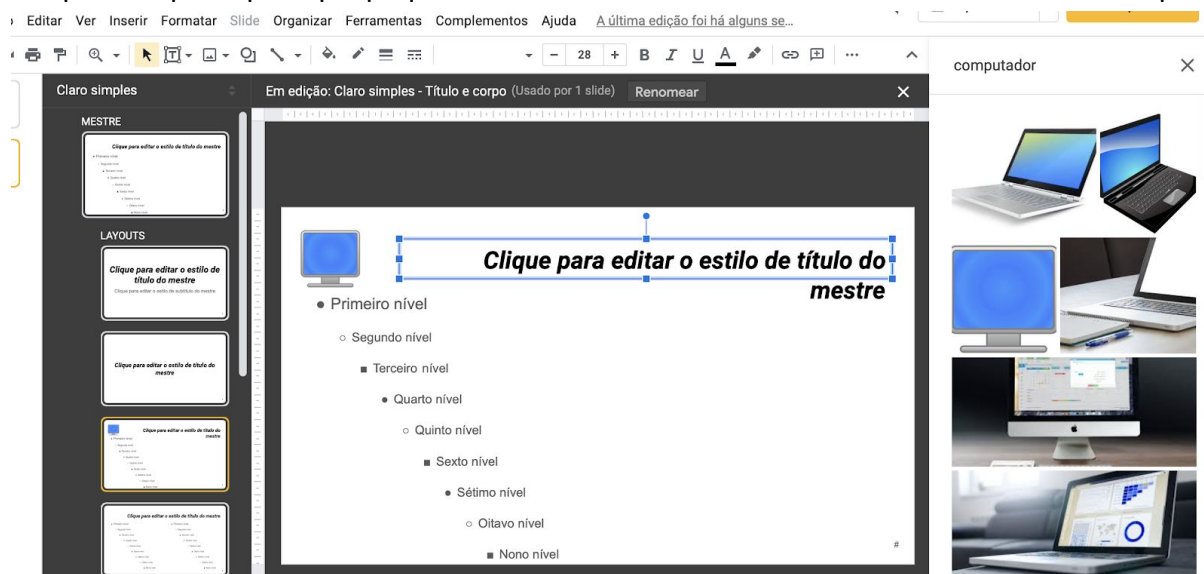 Editar Ver Inserir Formatar Slide Organizar Ferramentas Complementos Ajuda A última edição foi há alguns se...
28 B I U A
computador
Claro simples
Em edição: Claro simples - Título e corpo (Usado por 1 slide) Renomear
MESTRE
Clique para editar o estilo de título do mestre
LAYOUTS
Clique para editar o estilo de
título do mestre
Clique para editar o estilo de subtítulo do mestre
Clique para editar o estilo de título do
mestre
Clique para editar o estilo de título do
mestre
Clique para editar o estilo de título do mestre
Clique para editar o estilo de título do
mestre
● Primeiro nível
○ Segundo nível
■ Terceiro nível
● Quarto nível
○ Quinto nível
■ Sexto nível
● Sétimo nível
○ Oitavo nível
■ Nono nível
#